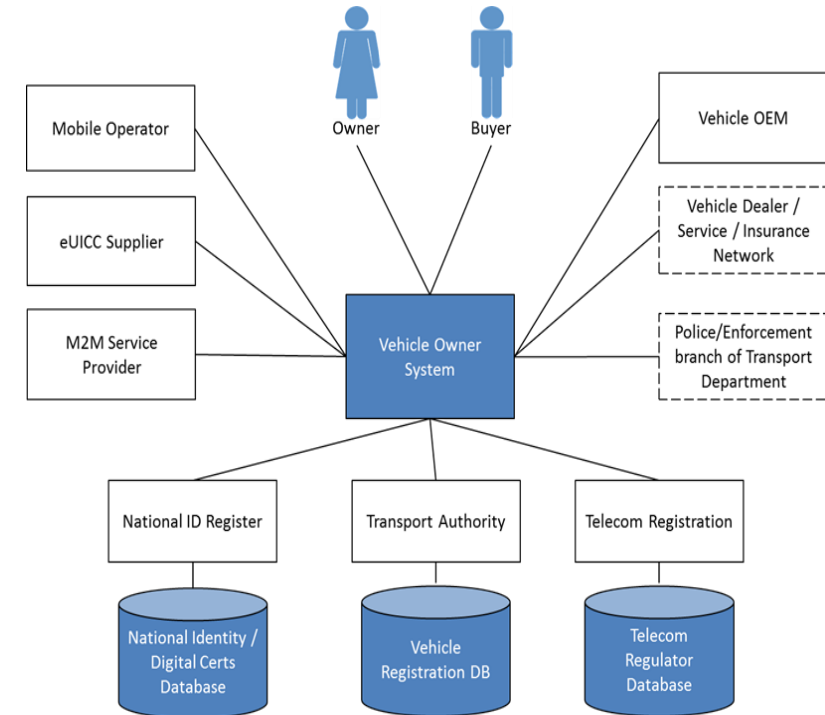 Owner
Buyer
Mobile Operator
Vehicle OEM
eUICC Supplier
Vehicle Dealer /
Service / Insurance
Network
M2M Service
Provider
Vehicle Owner
System
Police/Enforcement
branch of Transport
Department
National ID Register
Transport Authority
Telecom Registration
National Identity /
Digital Certs
Database
Vehicle
Registration DB
Telecom
Regulator
Database